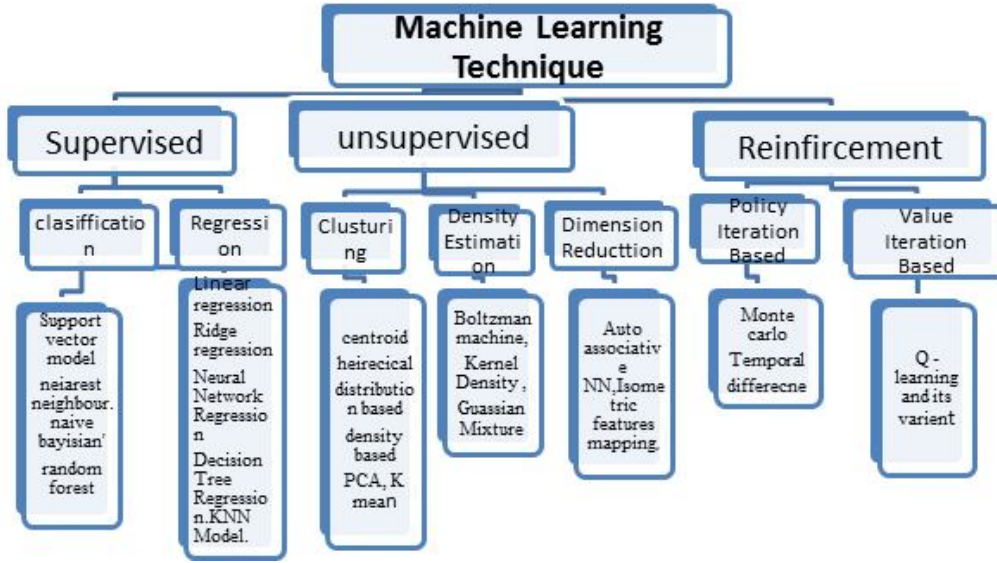 Machine Learning
Technique
Supervised
unsupervised
Reinfircement
clasifficatio
n
Regressi
on
Clusturi
ng
Density
Estimati
on
Dimension
Reducttion
Policy
Iteration
Based
Value
Iteration
Based
Support
vector
model
neiarest
neighbour.
naive
bayisian'
random
forest
Linear
regression
Ridge
regression
Neural
Network
Regressio
n
Decision
Tree
Regressio
n.KNN
Model.
centroid
heirecical
distributio
n based
density
based
PCA, K
mean
Boltzman
machine,
Kernel
Density ,
Guassian
Mixture
Auto
associativ
e
NN,Isome
tric
features
mapping,
Monte
carlo
Temporal
differecne
Q -
learning
and its
varient